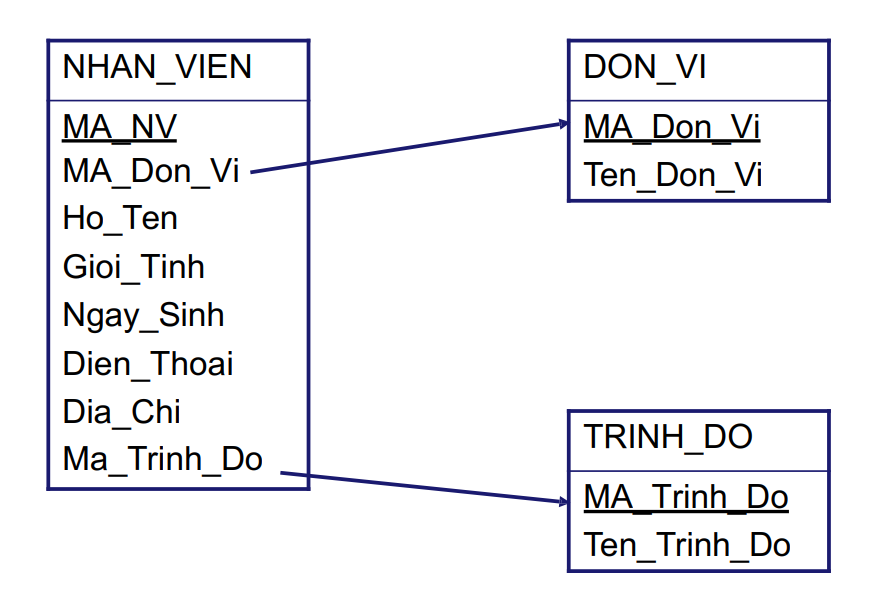 NHAN_VIEN
MA_NV
MA_Don_Vi
Ho_Ten
Gioi_Tinh
Ngay_Sinh
Dien_Thoai
Dia_Chi
Ma_Trinh_Do
DON_VI
MA_Don_Vi
Ten_Don_Vi
TRINH_DO
MA_Trinh_Do
Ten_Trinh_Do